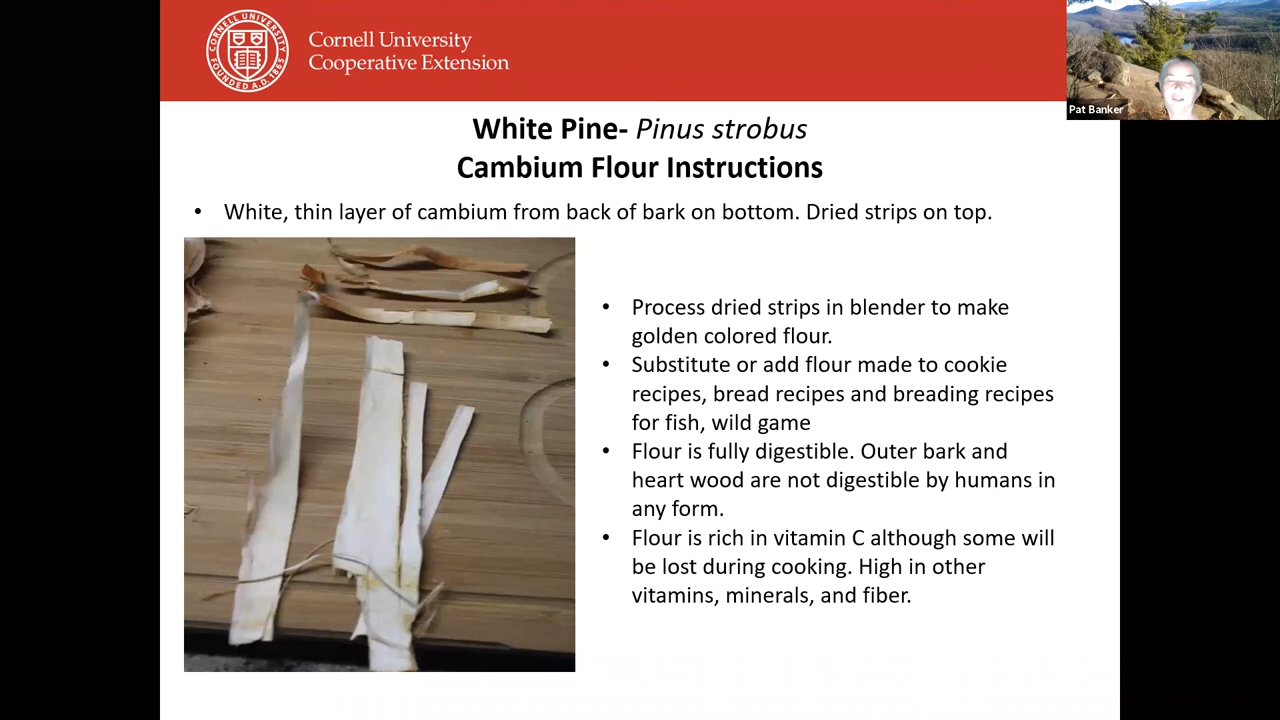 CORNELL UNIVERSITY
FOUNDED A.D. 1865
Cornell University
Cooperative Extension
Pat Banker
White Pine- Pinus strobus
Cambium Flour Instructions
• White, thin layer of cambium from back of bark on bottom. Dried strips on top.
• Process dried strips in blender to make
golden colored flour.
• Substitute or add flour made to cookie
recipes, bread recipes and breading recipes
for fish, wild game
• Flour is fully digestible. Outer bark and
heart wood are not digestible by humans in
any form.
• Flour is rich in vitamin C although some will
be lost during cooking. High in other
vitamins, minerals, and fiber.